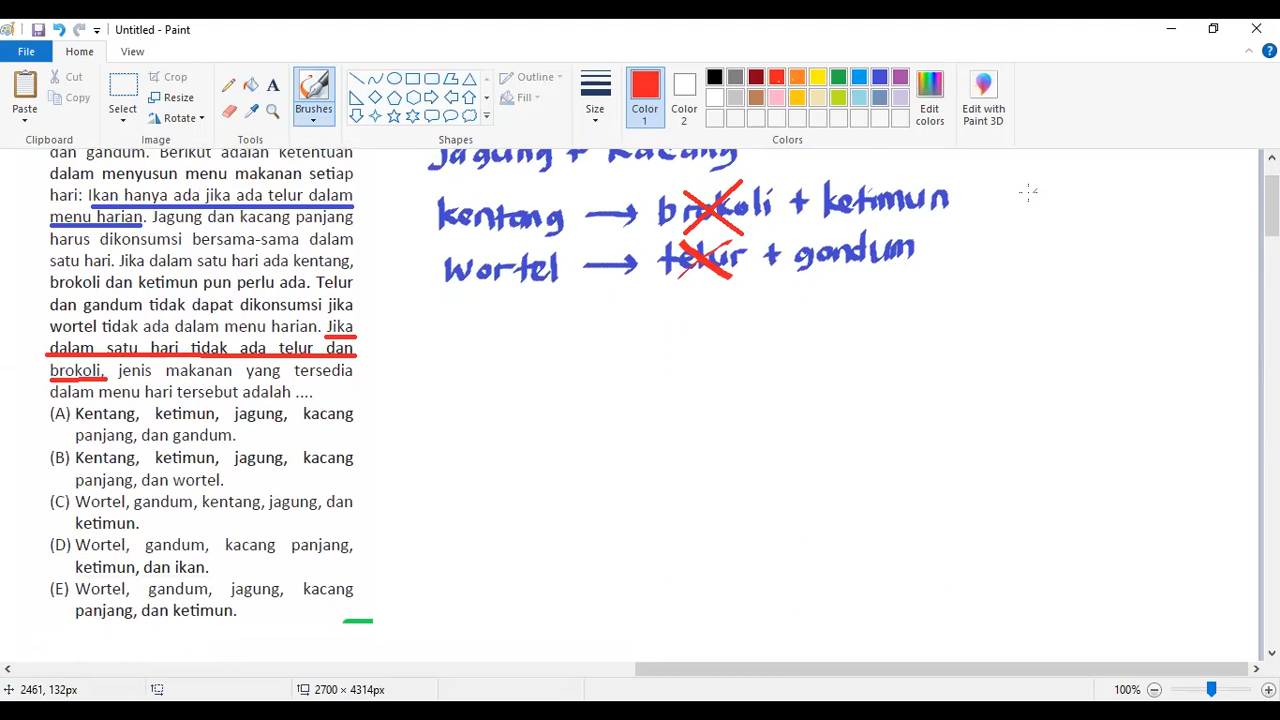 Untitled - Paint
File
Home
View
Paste
Cut
Copy
Clipboard
Select
Crop
Resize
Rotate
Image
Tools
Brushes
Shapes
Outline
Fill
Size
Color
1
Color
2
Colors
Edit
colors
Edit with
Paint 3D
dan gandum. Berikut adalah ketentuan
dalam menyusun menu makanan setiap
hari: Ikan hanya ada jika ada telur dalam
menu harian. Jagung dan kacang panjang
harus dikonsumsi bersama-sama dalam
satu hari. Jika dalam satu hari ada kentang,
brokoli dan ketimun pun perlu ada. Telur
dan gandum tidak dapat dikonsumsi jika
wortel tidak ada dalam menu harian. Jika
dalam satu hari tidak ada telur dan
brokoli, jenis makanan yang tersedia
dalam menu hari tersebut adalah ....
(A) Kentang, ketimun, jagung, kacang
panjang, dan gandum.
(B) Kentang, ketimun, jagung, kacang
panjang, dan wortel.
(C) Wortel, gandum, kentang, jagung, dan
ketimun.
(D) Wortel, gandum, kacang panjang,
ketimun, dan ikan.
(E) Wortel, gandum, jagung, kacang
panjang, dan ketimun.
jagung + kacang
kentang → brokoli + ketimun
wortel → telur + gandum
2461, 132px
2700 × 4314px
100%